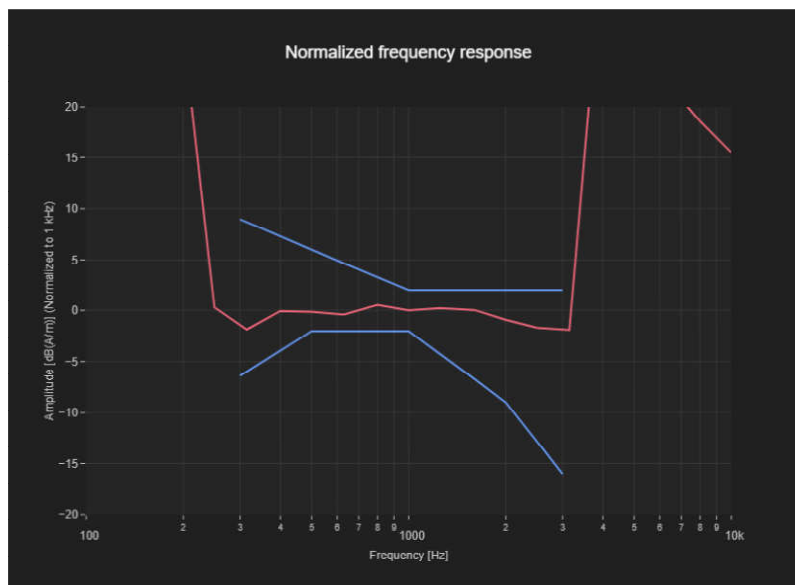 Normalized frequency response
Amplitude [dB(A/m)] (Normalized to 1 kHz)
20
15
10
5
0
−5
−10
−15
−20
100 2 3 4 5 6 7 8 9 1000 2 3 4 5 6 7 8 9 10k
Frequency [Hz]